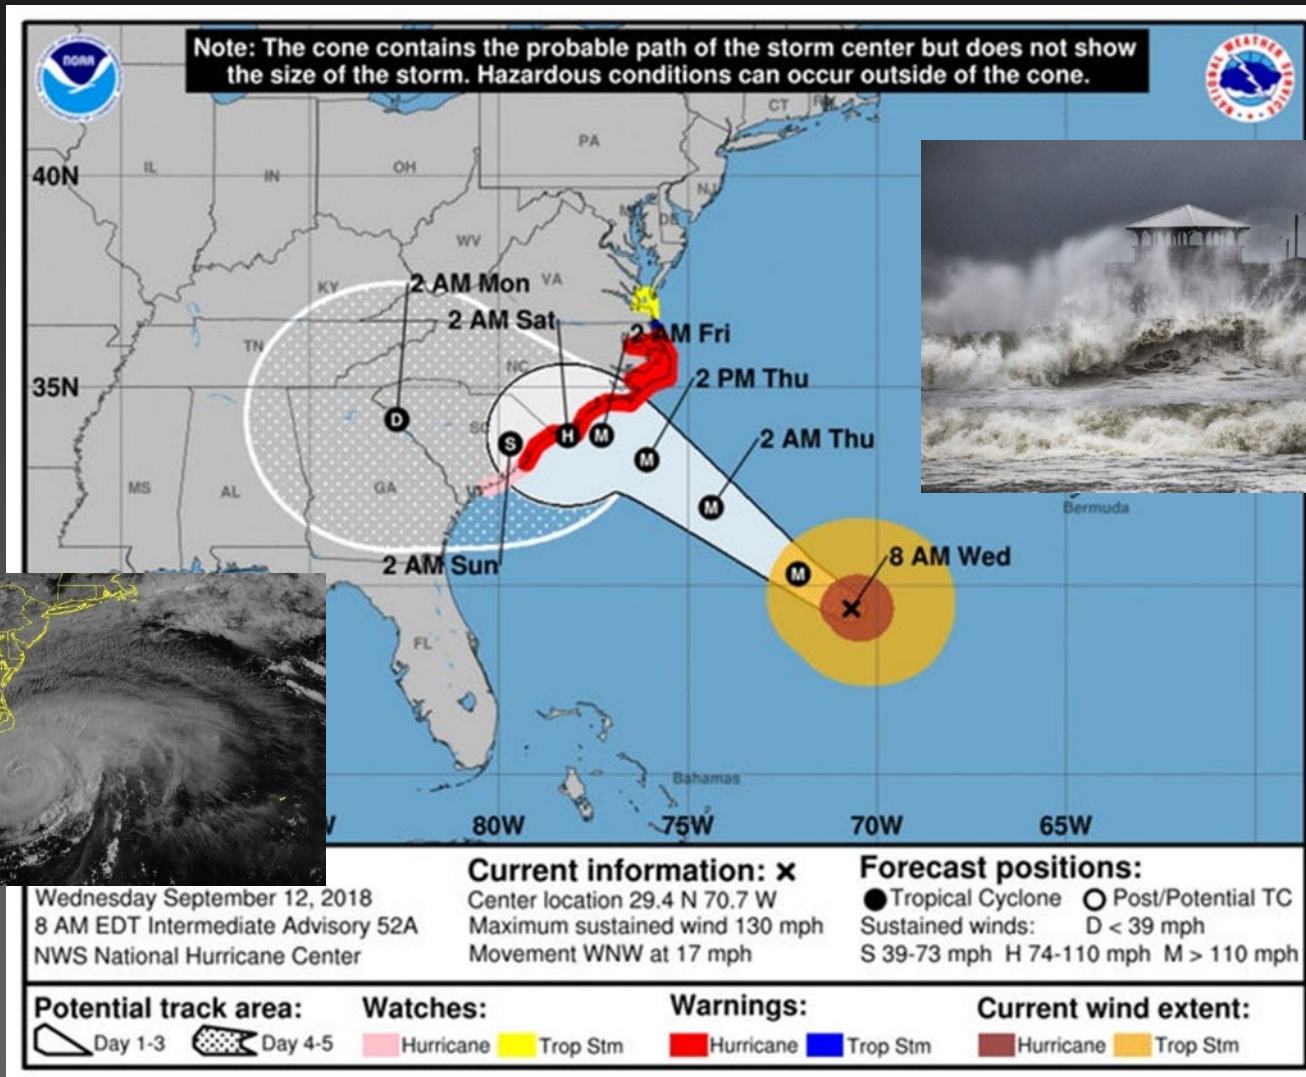 Note: The cone contains the probable path of the storm center but does not show
the size of the storm. Hazardous conditions can occur outside of the cone.
NOAA
NATIONAL WEATHER SERVICE
CT
PA
40N
IL
IN
OH
NJ
DE
WV
VA
KY
2 AM Mon
2 AM Sat
2 AM Fri
TN
NC
35N
2 PM Thu
SC
2 AM Thu
MS
AL
GA
Bermuda
2 AM Sun
8 AM Wed
FL
Bahamas
80W
75W
70W
65W
D
S
H
M
M
M
M
Wednesday September 12, 2018
8 AM EDT Intermediate Advisory 52A
NWS National Hurricane Center
Current information: x
Center location 29.4 N 70.7 W
Maximum sustained wind 130 mph
Movement WNW at 17 mph
Forecast positions:
Tropical Cyclone Post/Potential TC
Sustained winds: D < 39 mph
S 39-73 mph H 74-110 mph M > 110 mph
Potential track area:
Day 1-3 Day 4-5
Watches:
Hurricane Trop Stm
Warnings:
Hurricane Trop Stm
Current wind extent:
Hurricane Trop Stm